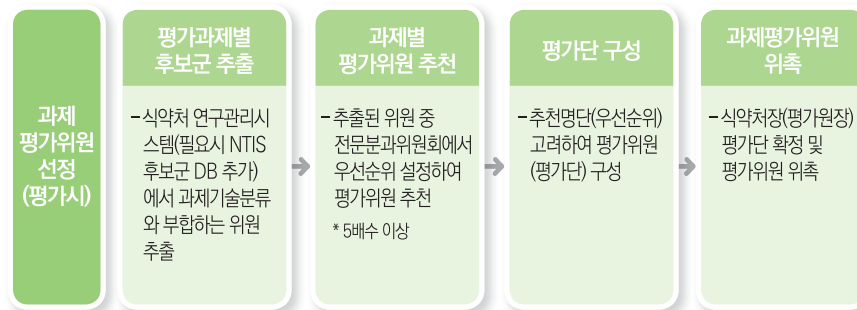 과제
평가위원
선정
(평가시)
평가과제별
후보군 추출
– 식약처 연구관리시
스템(필요시 NTIS
후보군 DB 추가)
에서 과제기술분류
와 부합하는 위원
추출
과제별
평가위원 추천
– 추출된 위원 중
전문분과위원회에서
우선순위 설정하여
평가위원 추천
* 5배수 이상
평가단 구성
– 추천명단(우선순위)
고려하여 평가위원
(평가단) 구성
과제평가위원
위촉
– 식약처장(평가원장)
평가단 확정 및
평가위원 위촉